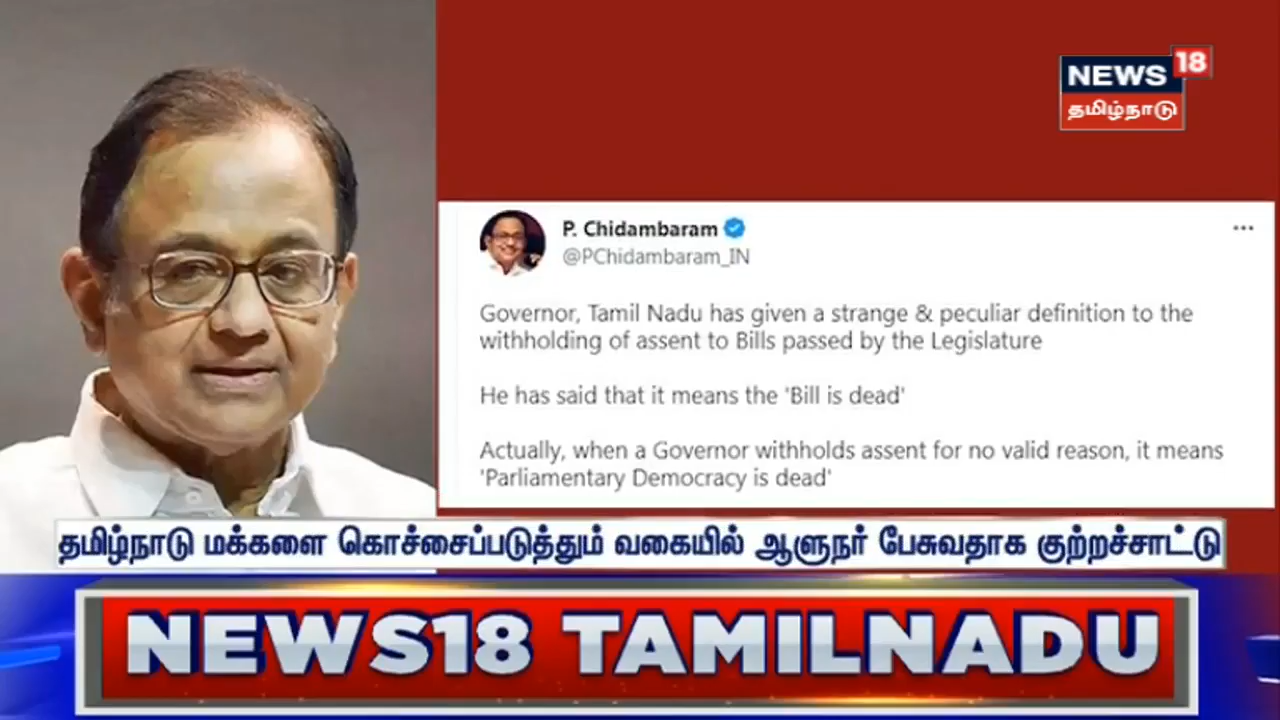 NEWS 18
தமிழ்நாடு
P. Chidambaram
@PChidambaram_IN
Governor, Tamil Nadu has given a strange & peculiar definition to the
withholding of assent to Bills passed by the Legislature
He has said that it means the 'Bill is dead'
Actually, when a Governor withholds assent for no valid reason, it means
'Parliamentary Democracy is dead'
தமிழ்நாடு மக்களை கொச்சைப்படுத்தும் வகையில் ஆளுநர் பேசுவதாக குற்றச்சாட்டு
NEWS18 TAMILNADU